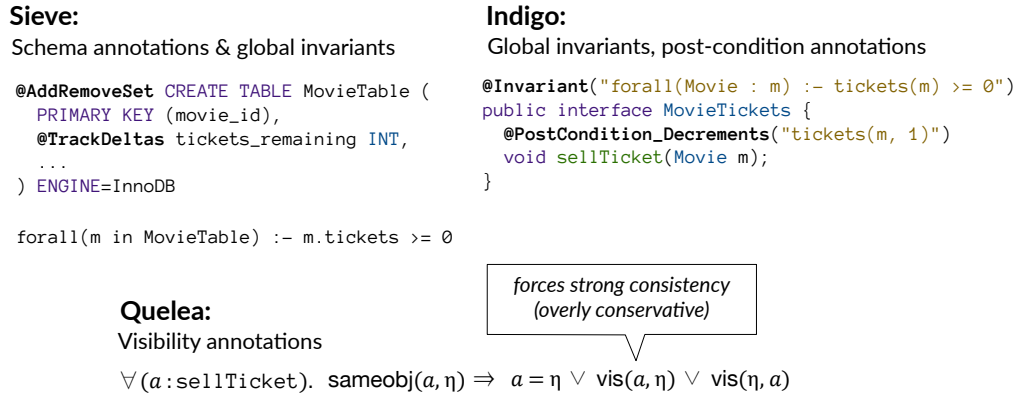 Sieve:
Schema annotations & global invariants
@AddRemoveSet CREATE TABLE MovieTable (
  PRIMARY KEY (movie_id),
  @TrackDeltas tickets_remaining INT,
  ...
) ENGINE=InnoDB
forall(m in MovieTable) :- m.tickets >= 0
Indigo:
Global invariants, post-condition annotations
@Invariant("forall(Movie : m) :- tickets(m) >= 0")
public interface MovieTickets {
  @PostCondition_Decrements("tickets(m, 1)")
  void sellTicket(Movie m);
}
forces strong consistency
(overly conservative)
Quelea:
Visibility annotations
∀(a:sellTicket). sameobj(a, η) ⇒ a = η ∨ vis(a, η) ∨ vis(η, a)